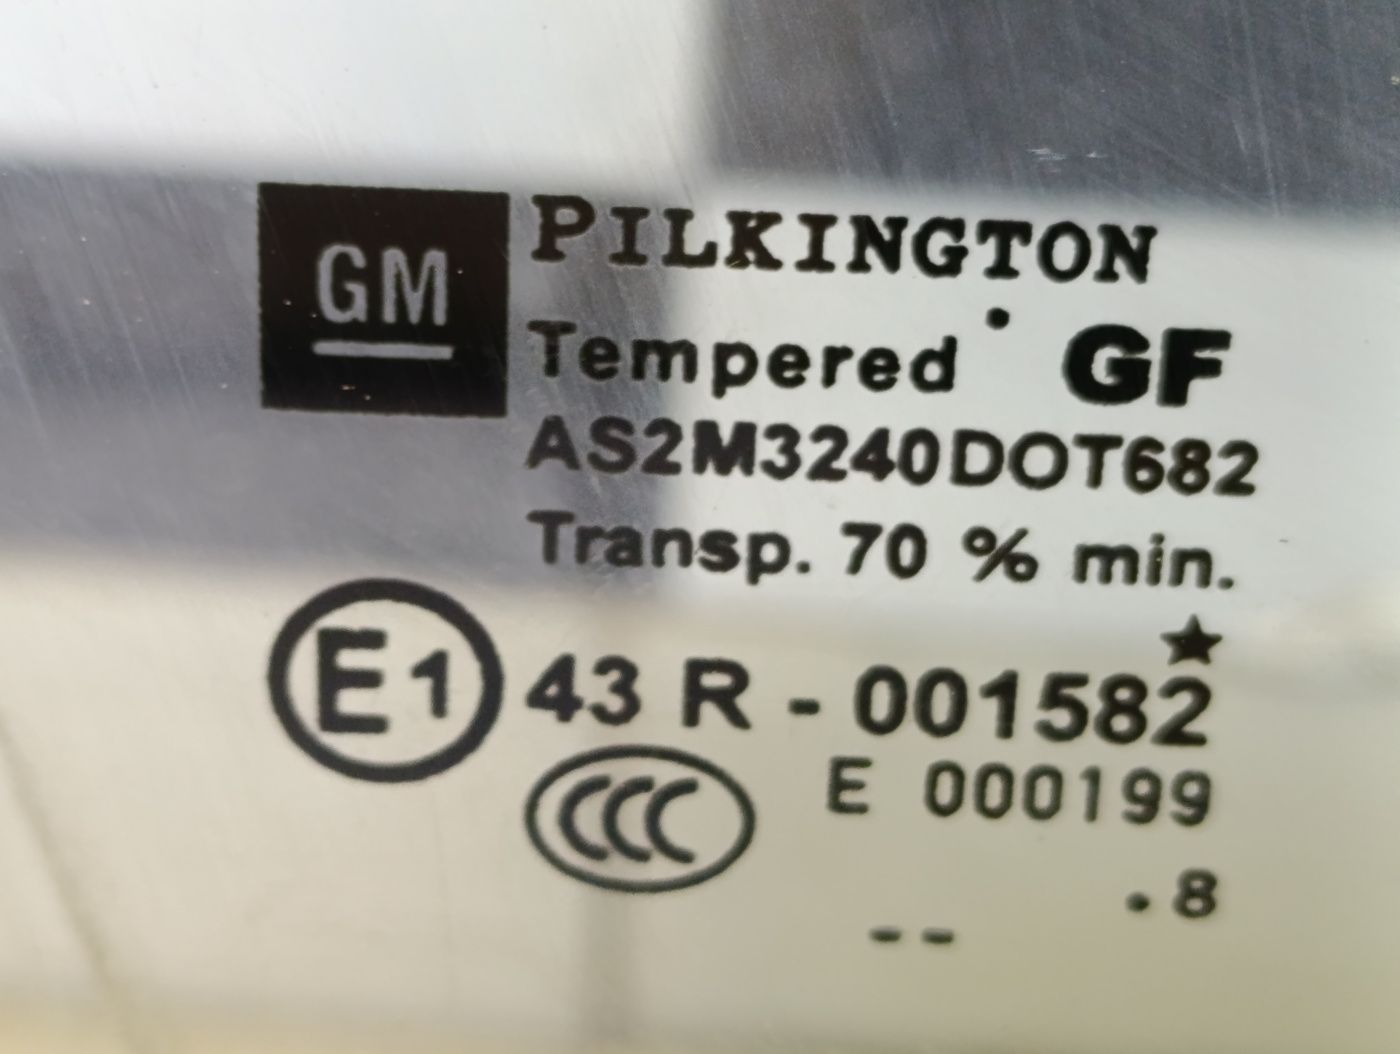 GM
PILKINGTON
Tempered GF
AS2M3240DOT682
Transp. 70 % min.
E1 43 R - 001582
CCC E 000199
. 8
--